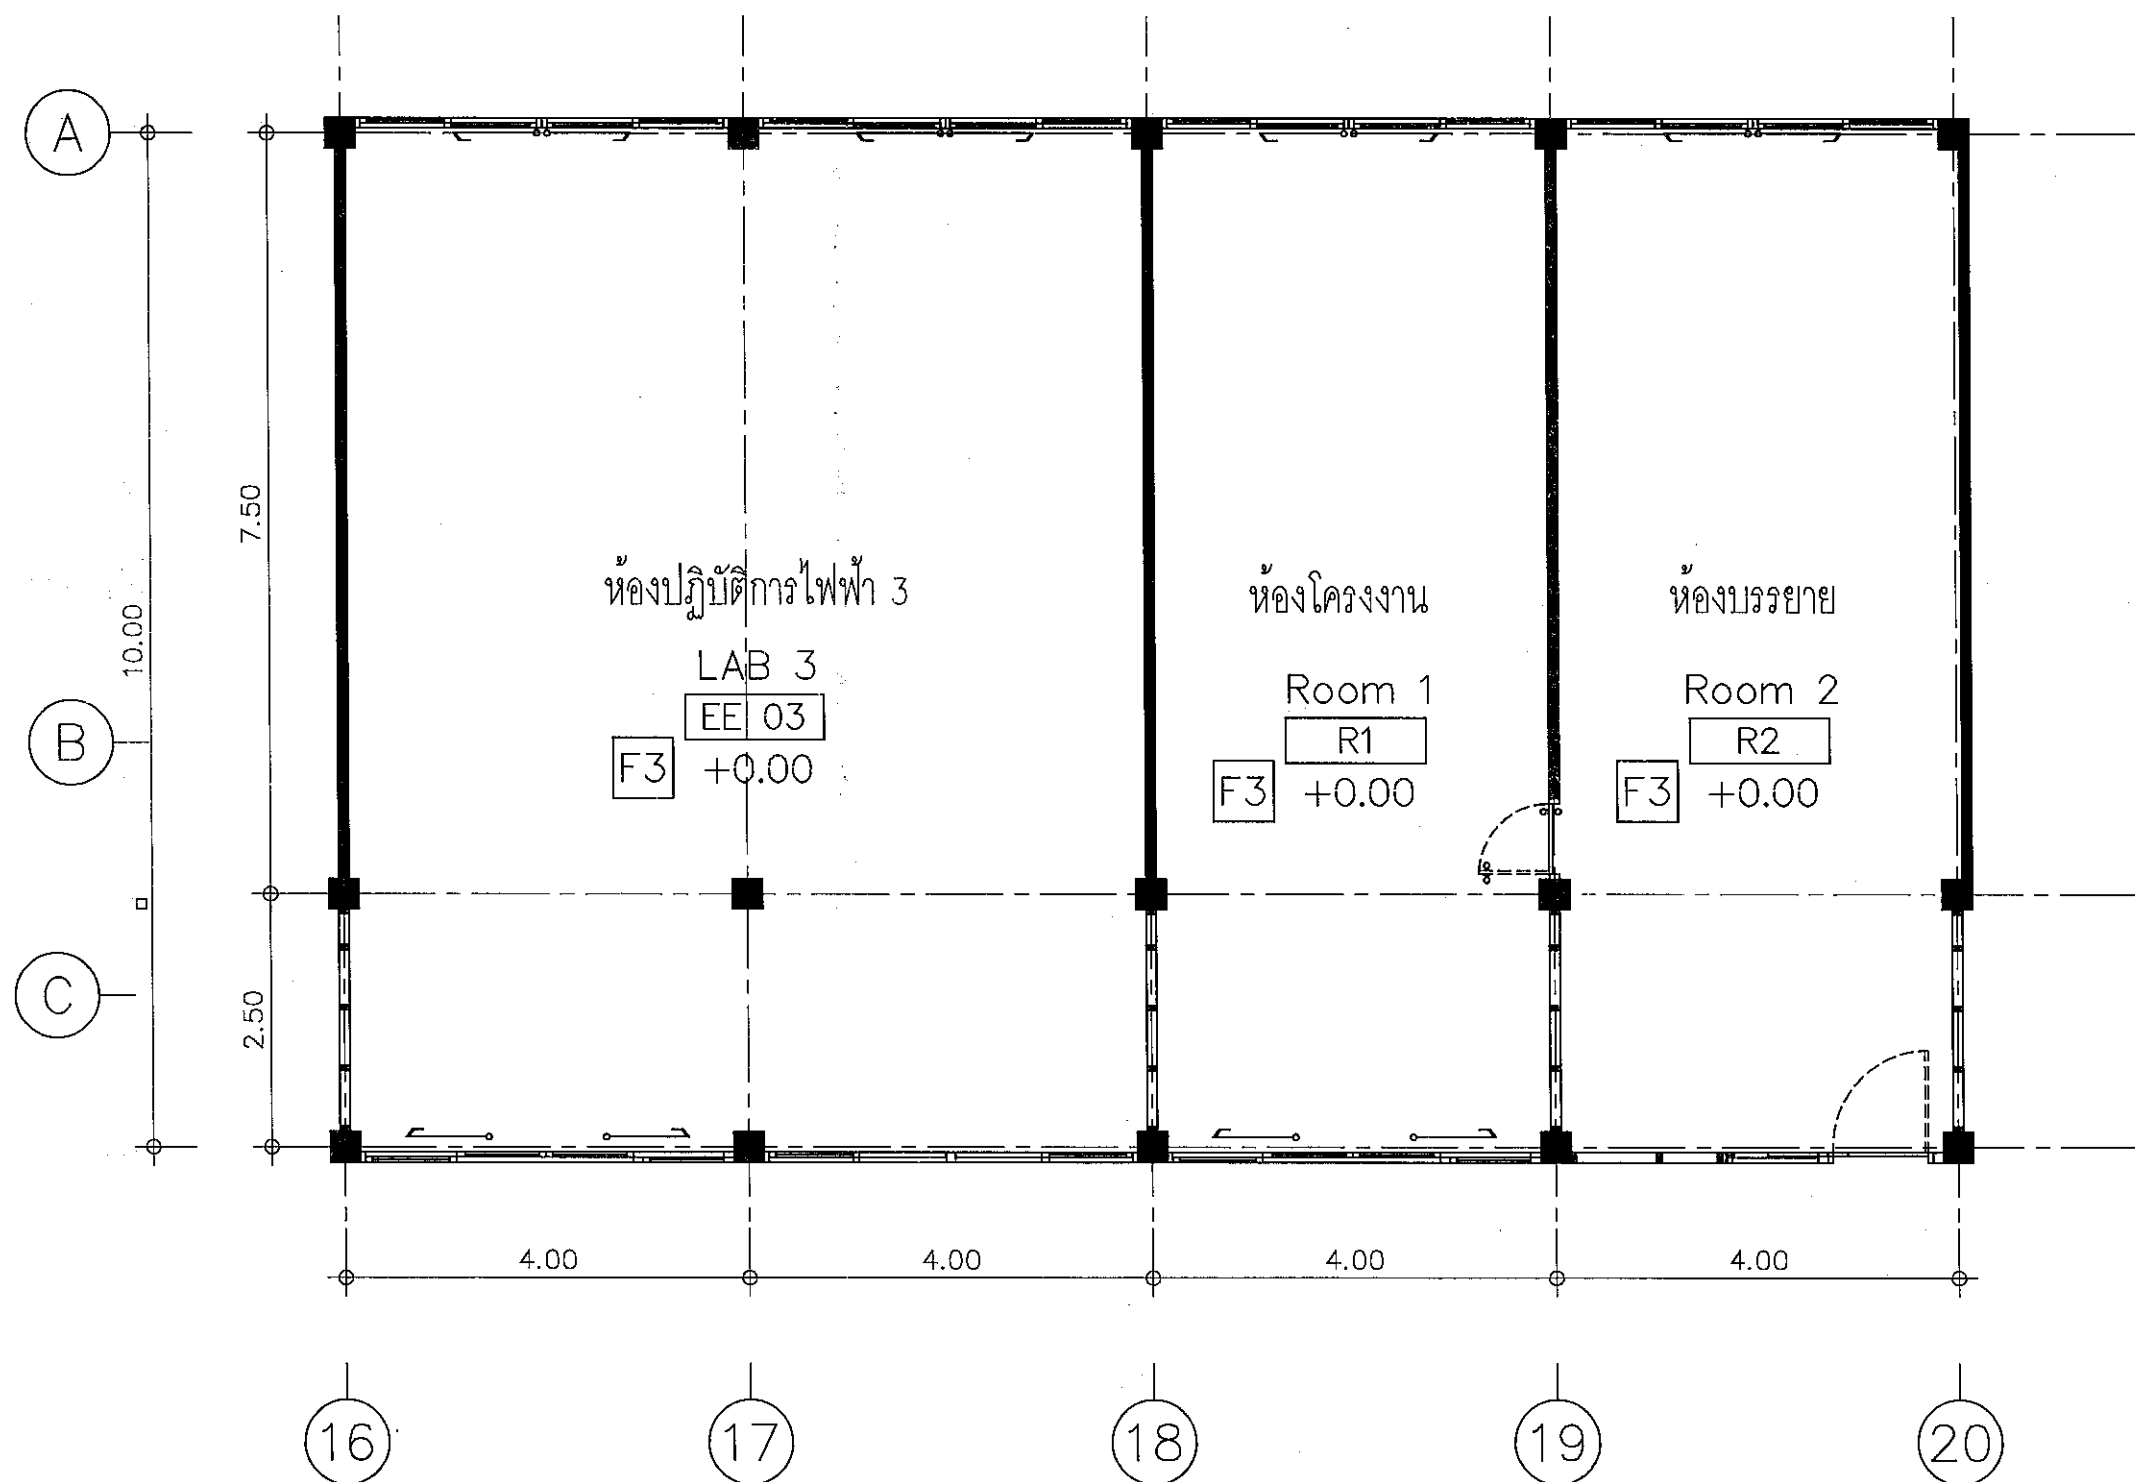 A
7.50
ห้องปฏิบัติการไฟฟ้า 3
ห้องโครงงาน
ห้องบรรยาย
10.00
LAB 3
Room 1
Room 2
EE 03
R1
R2
B
F3 +0.00
F3 +0.00
F3 +0.00
C
2.50
4.00
4.00
4.00
4.00
16
17
18
19
20